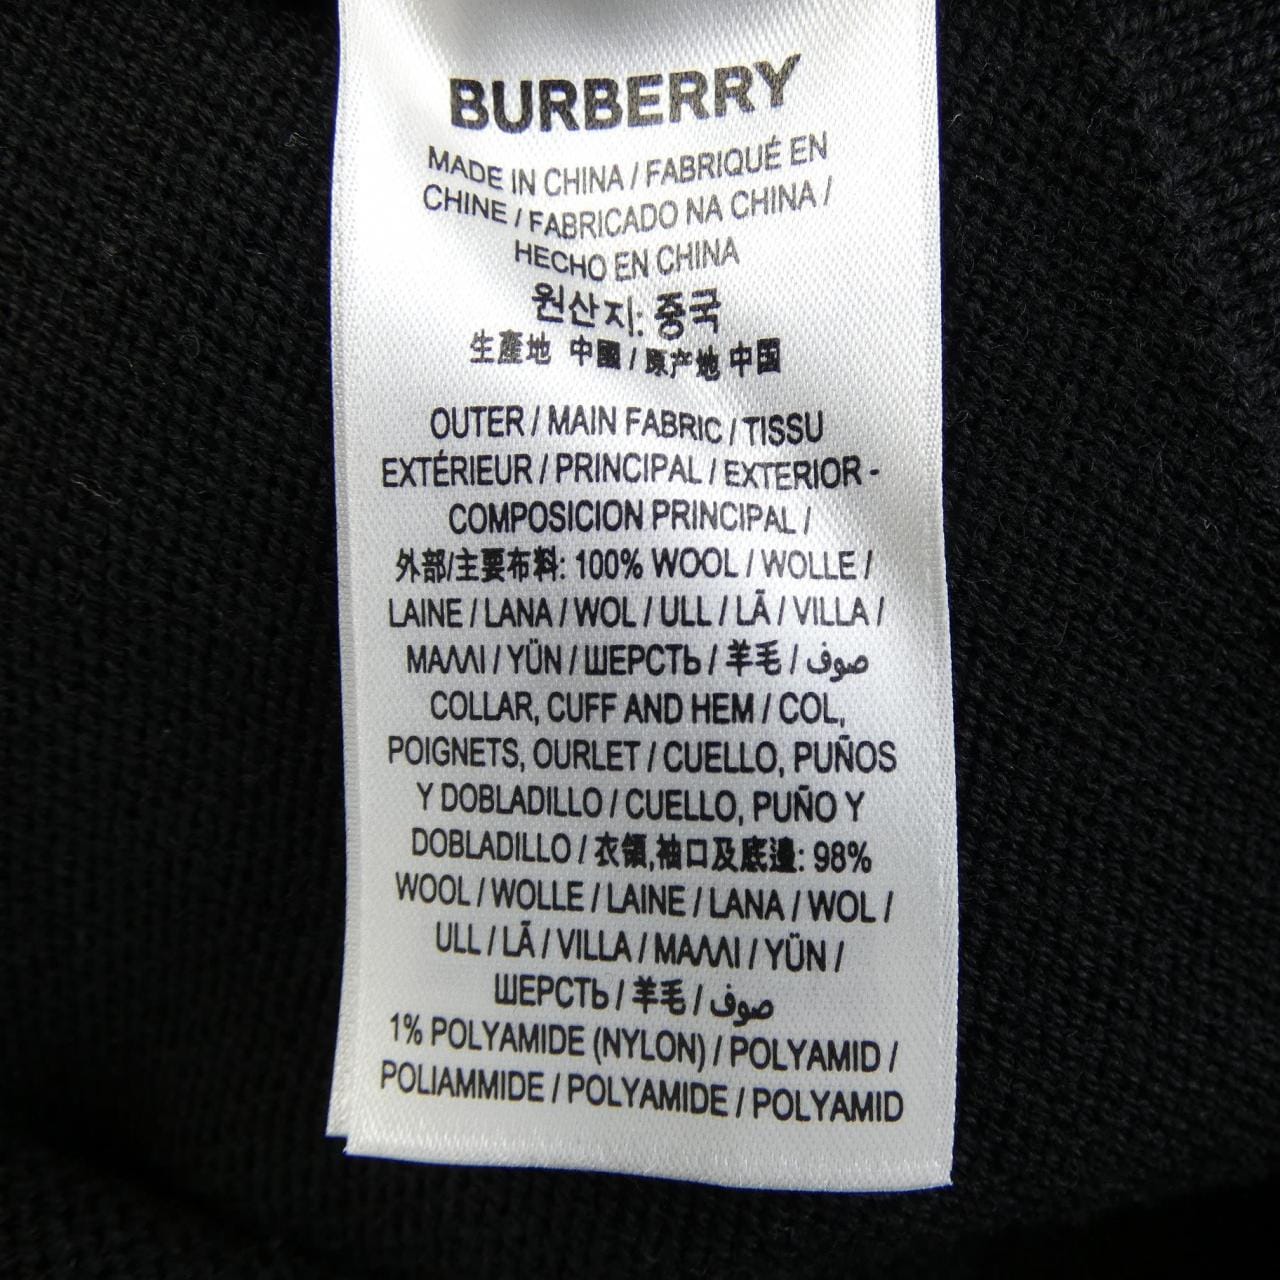 BURBERRY
MADE IN CHINA / FABRIQUÉ EN
CHINE / FABRICADO NA CHINA /
HECHO EN CHINA
원산지: 중국
生産地 中國 / 原产地 中国
OUTER / MAIN FABRIC / TISSU
EXTÉRIEUR / PRINCIPAL / EXTERIOR -
COMPOSICION PRINCIPAL /
外部/主要布料: 100% WOOL / WOLLE /
LAINE / LANA / WOL / ULL / LÃ / VILLA /
ΜΑΛΛΙ / YÜN / ШЕРСТЬ / 羊毛 / صوف
COLLAR, CUFF AND HEM / COL,
POIGNETS, OURLET / CUELLO, PUÑOS
Y DOBLADILLO / CUELLO, PUÑO Y
DOBLADILLO / 衣領,袖口及底邊: 98%
WOOL / WOLLE / LAINE / LANA / WOL /
ULL / LÃ / VILLA / ΜΑΛΛΙ / YÜN /
ШЕРСТЬ / 羊毛 / صوف
1% POLYAMIDE (NYLON) / POLYAMID /
POLIAMMIDE / POLYAMIDE / POLYAMID